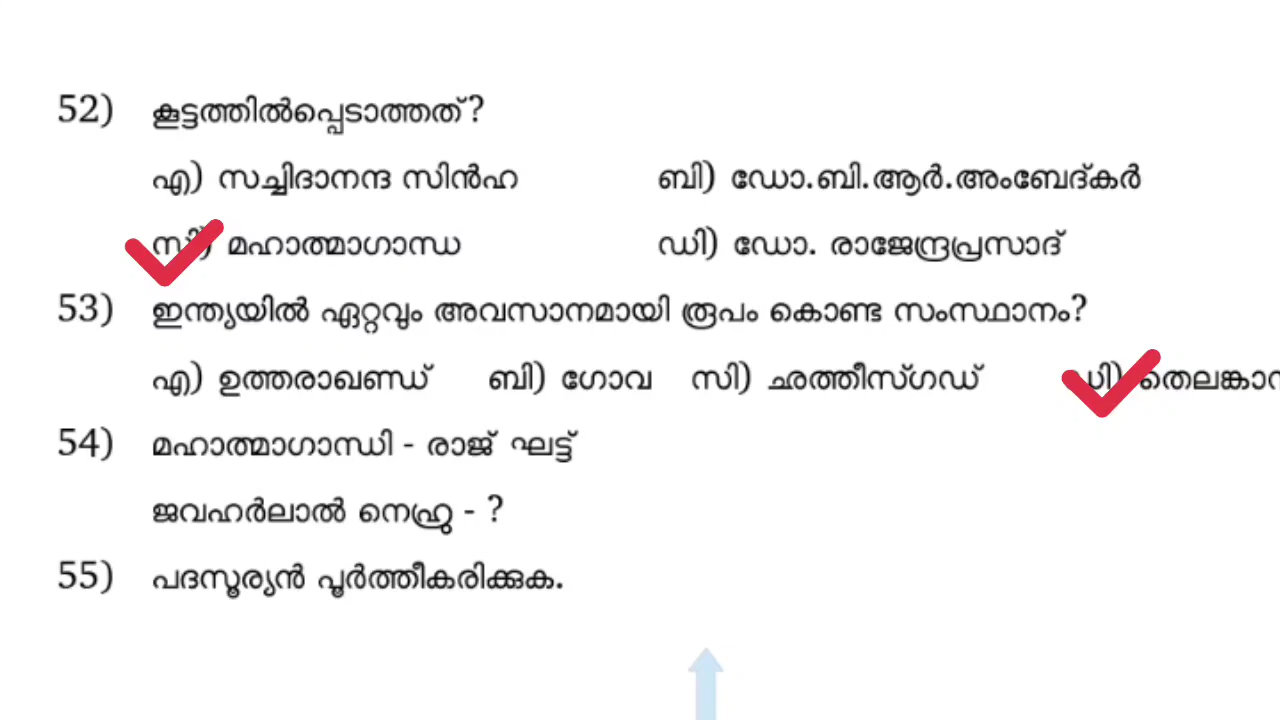 52) കൂട്ടത്തിൽപ്പെടാത്തത്?
എ) സച്ചിദാനന്ദ സിൻഹ ബി) ഡോ.ബി.ആർ.അംബേദ്കർ
സി) മഹാത്മാഗാന്ധ ഡി) ഡോ. രാജേന്ദ്രപ്രസാദ്
53) ഇന്ത്യയിൽ ഏറ്റവും അവസാനമായി രൂപം കൊണ്ട സംസ്ഥാനം?
എ) ഉത്തരാഖണ്ഡ് ബി) ഗോവ സി) ഛത്തീസ്ഗഡ് ഡി)
54) മഹാത്മാഗാന്ധി - രാജ് ഘട്ട്
ജവഹർലാൽ നെഹ്രു - ?
55) പദസൂര്യൻ പൂർത്തീകരിക്കുക.